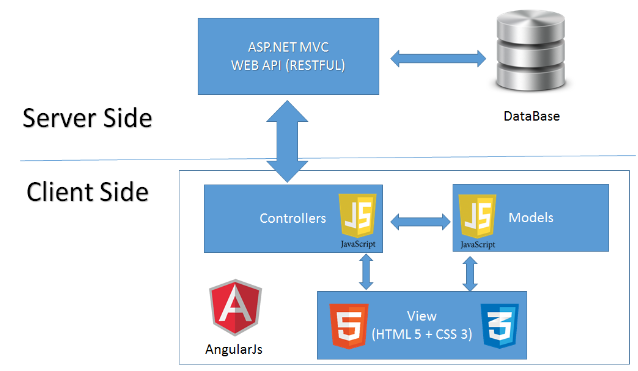 ASP.NET MVC
WEB API (RESTFUL)
DataBase
Server Side
Client Side
Controllers
JS
JavaScript
JS
JavaScript
Models
A
AngularJs
5
View
(HTML 5 + CSS 3)
3